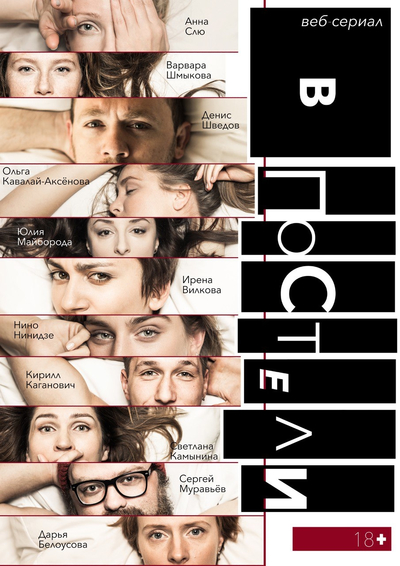 веб-сериал
В
ПОСТЕЛИ
Анна
Слю
Варвара
Шмыкова
Денис
Шведов
Ольга
Кавалай-Аксёнова
Юлия
Майборода
Ирена
Вилкова
Нино
Нинидзе
Кирилл
Каганович
Светлана
Камынина
Сергей
Муравьёв
Дарья
Белоусова
18+